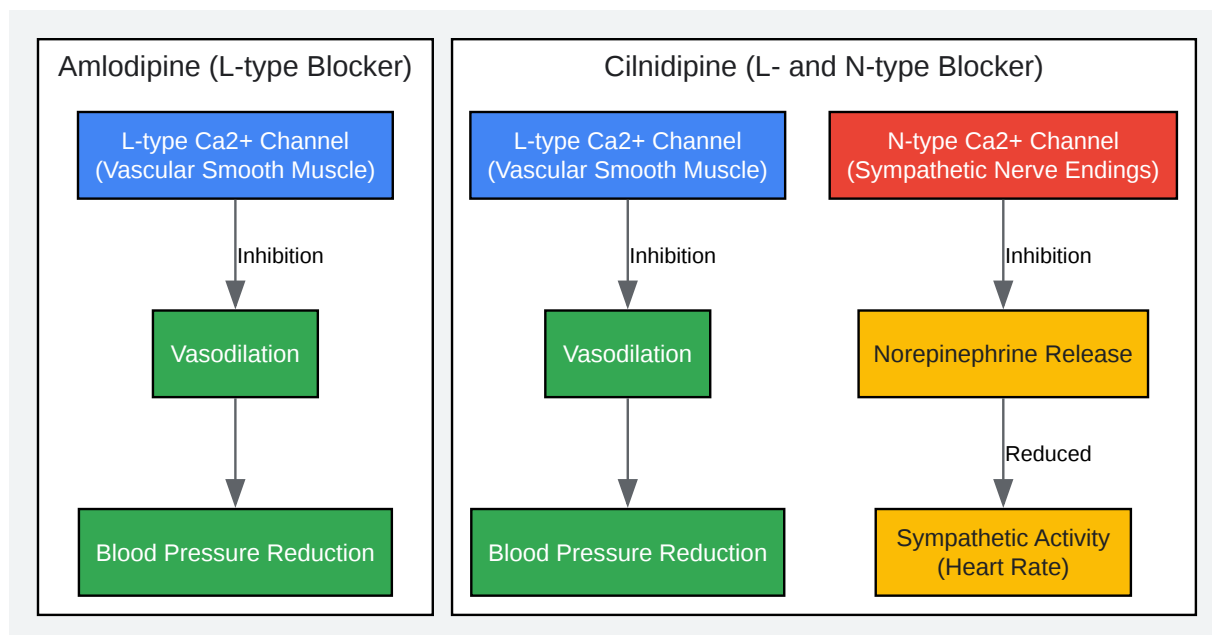 Amlodipine (L-type Blocker)
L-type Ca2+ Channel
(Vascular Smooth Muscle)
Inhibition
Vasodilation
Blood Pressure Reduction
Cilnidipine (L- and N-type Blocker)
L-type Ca2+ Channel
(Vascular Smooth Muscle)
Inhibition
Vasodilation
Blood Pressure Reduction
N-type Ca2+ Channel
(Sympathetic Nerve Endings)
Inhibition
Norepinephrine Release
Reduced
Sympathetic Activity
(Heart Rate)